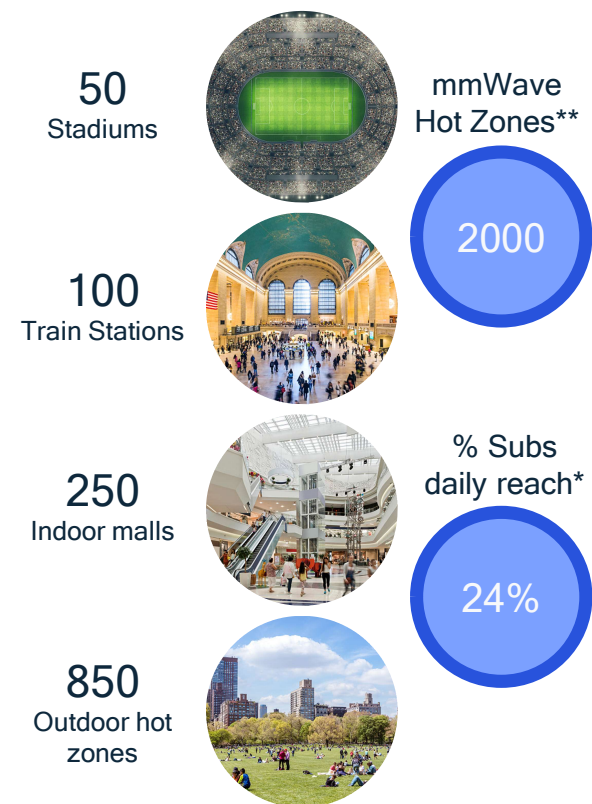 50
Stadiums
mmWave
Hot Zones**
2000
100
Train Stations
250
Indoor malls
% Subs
daily reach*
24%
850
Outdoor hot
zones